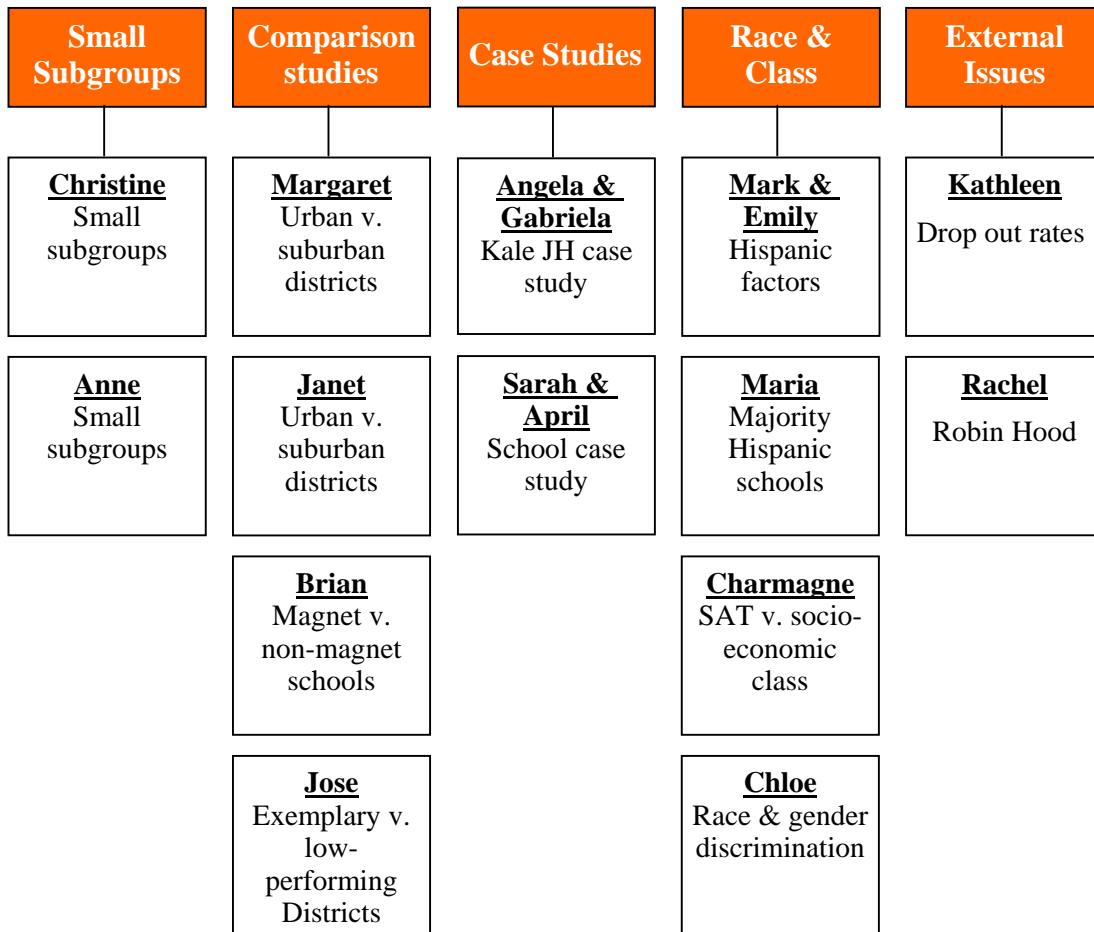 Small
Subgroups
Christine
Small
subgroups
Anne
Small
subgroups
Comparison
studies
Margaret
Urban v.
suburban
districts
Janet
Urban v.
suburban
districts
Brian
Magnet v.
non-magnet
schools
Jose
Exemplary v.
low-
performing
Districts
Case Studies
Angela &
Gabriela
Kale JH case
study
Sarah &
April
School case
study
Race &
Class
Mark &
Emily
Hispanic
factors
Maria
Majority
Hispanic
schools
Charmagne
SAT v. socio-
economic
class
Chloe
Race & gender
discrimination
External
Issues
Kathleen
Drop out rates
Rachel
Robin Hood